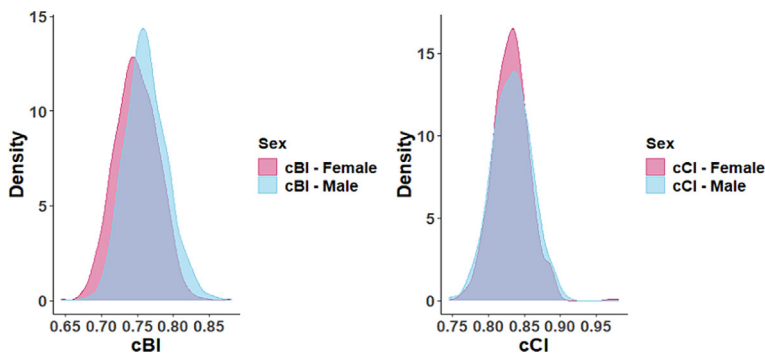 15
10
5
0
Density
0.65 0.70 0.75 0.80 0.85
cBI
Sex
cBI - Female
cBI - Male
15
10
5
0
Density
0.75 0.80 0.85 0.90 0.95
cCI
Sex
cCI - Female
cCI - Male